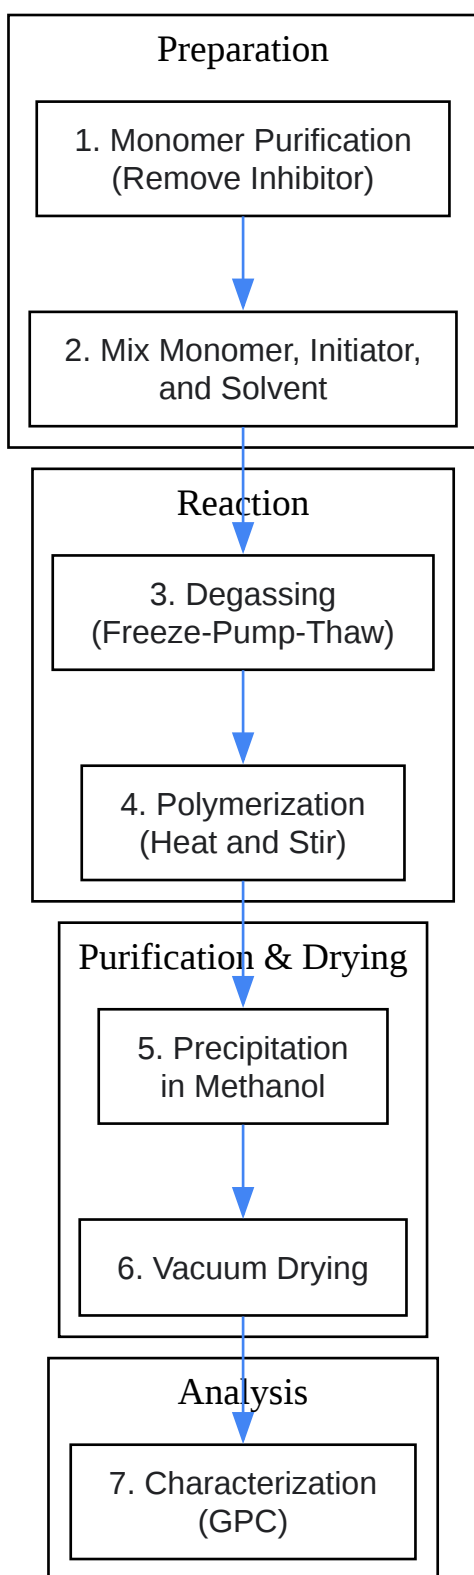 Preparation
1. Monomer Purification
(Remove Inhibitor)
2. Mix Monomer, Initiator,
and Solvent
Reaction
3. Degassing
(Freeze-Pump-Thaw)
4. Polymerization
(Heat and Stir)
Purification & Drying
5. Precipitation
in Methanol
6. Vacuum Drying
Analysis
7. Characterization
(GPC)